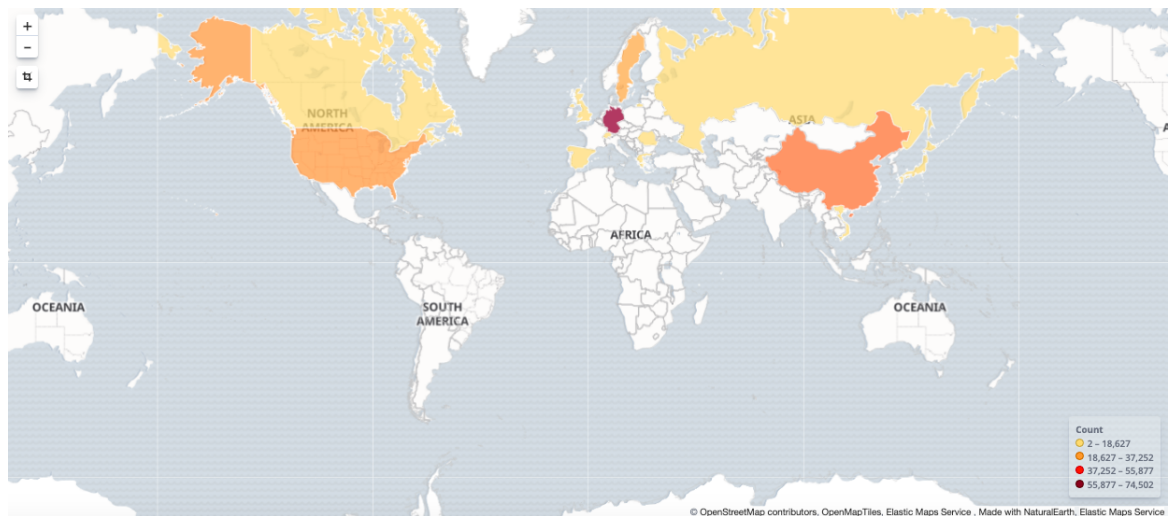 +
−
NORTH
AMERICA
ASIA
AFRICA
OCEANIA
SOUTH
AMERICA
OCEANIA
Count
2 – 18,627
18,627 – 37,252
37,252 – 55,877
55,877 – 74,502
© OpenStreetMap contributors, OpenMapTiles, Elastic Maps Service , Made with NaturalEarth, Elastic Maps Service